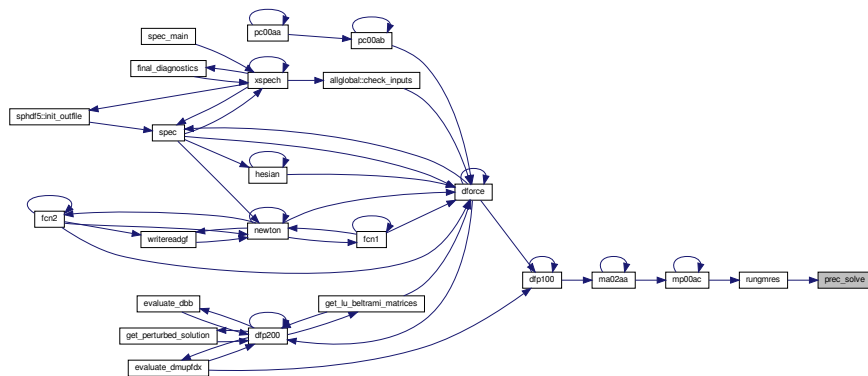 pc00aa
spec_main
pc00ab
final_diagnostics
xspech
allglobal::check_inputs
sphdf5::init_outfile
spec
hesian
dforce
fcn2
newton
writereadgf
fcn1
dfp100
ma02aa
mp00ac
rungmres
prec_solve
evaluate_dbb
get_lu_beltrami_matrices
get_perturbed_solution
dfp200
evaluate_dmupfdx